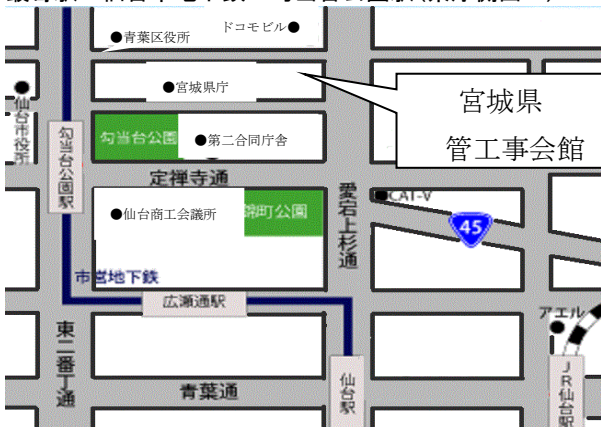 ドコモビル●
●青葉区役所
●宮城県庁
宮城県
管工事会館
仙台市役所
勾当台公園
●第二合同庁舎
勾当台公園駅
定禅寺通
CAT-V
●仙台商工会議所
錦町公園
愛宕上杉通
45
市営地下鉄
広瀬通駅
アエル
東二番丁通
青葉通
仙台駅
JR仙台駅